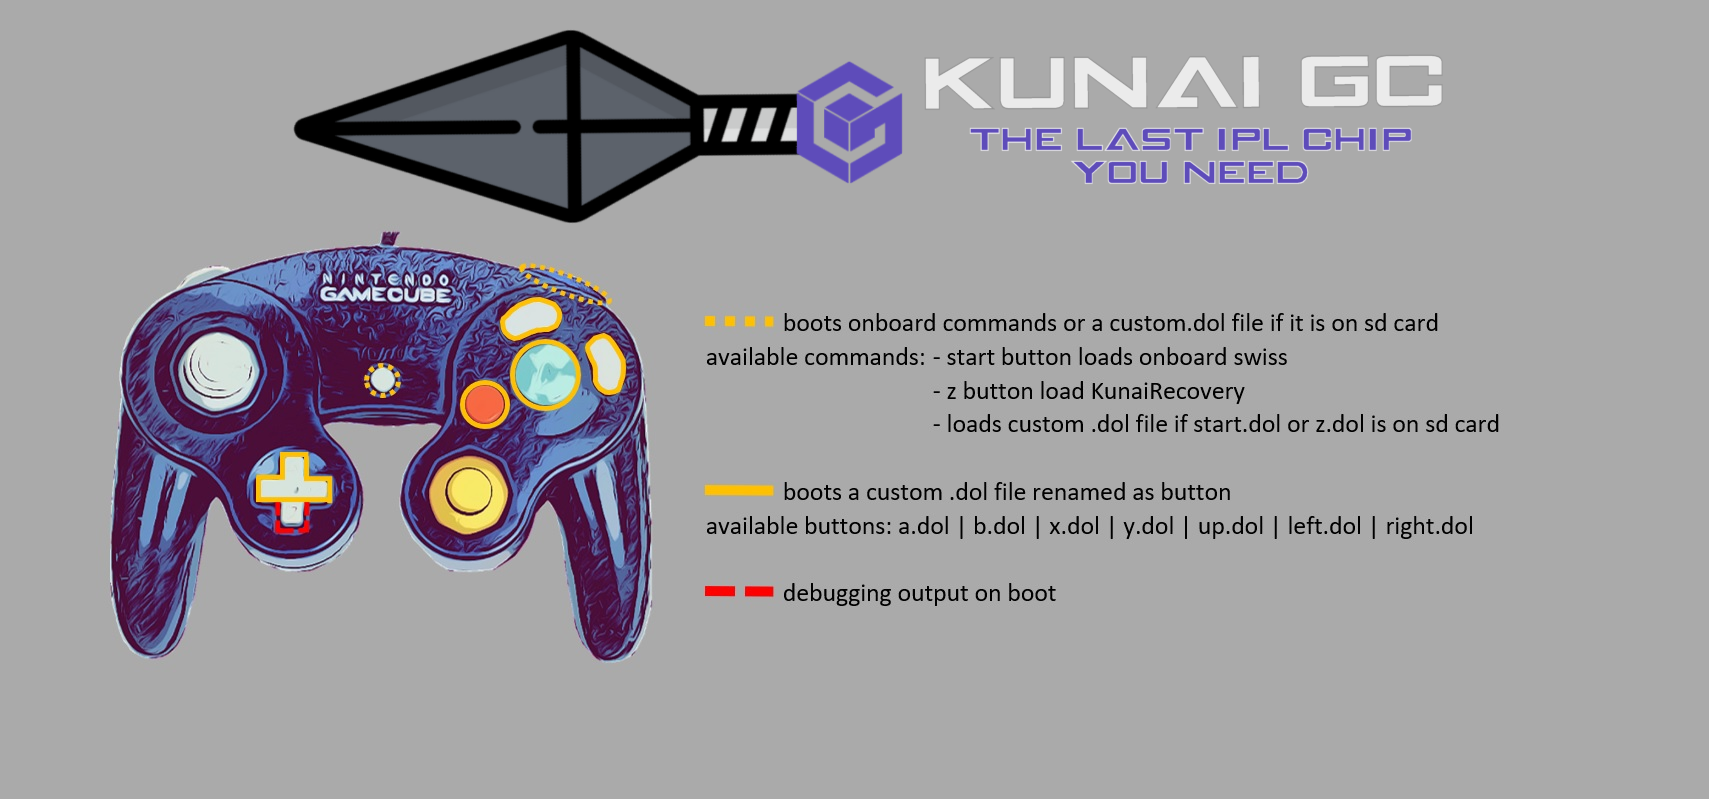 KUNAI GC
THE LAST IPL CHIP
YOU NEED
NINTENDO
GAMECUBE
boots onboard commands or a custom.dol file if it is on sd card
available commands: - start button loads onboard swiss
- z button load KunaiRecovery
- loads custom .dol file if start.dol or z.dol is on sd card
boots a custom .dol file renamed as button
available buttons: a.dol | b.dol | x.dol | y.dol | up.dol | left.dol | right.dol
debugging output on boot